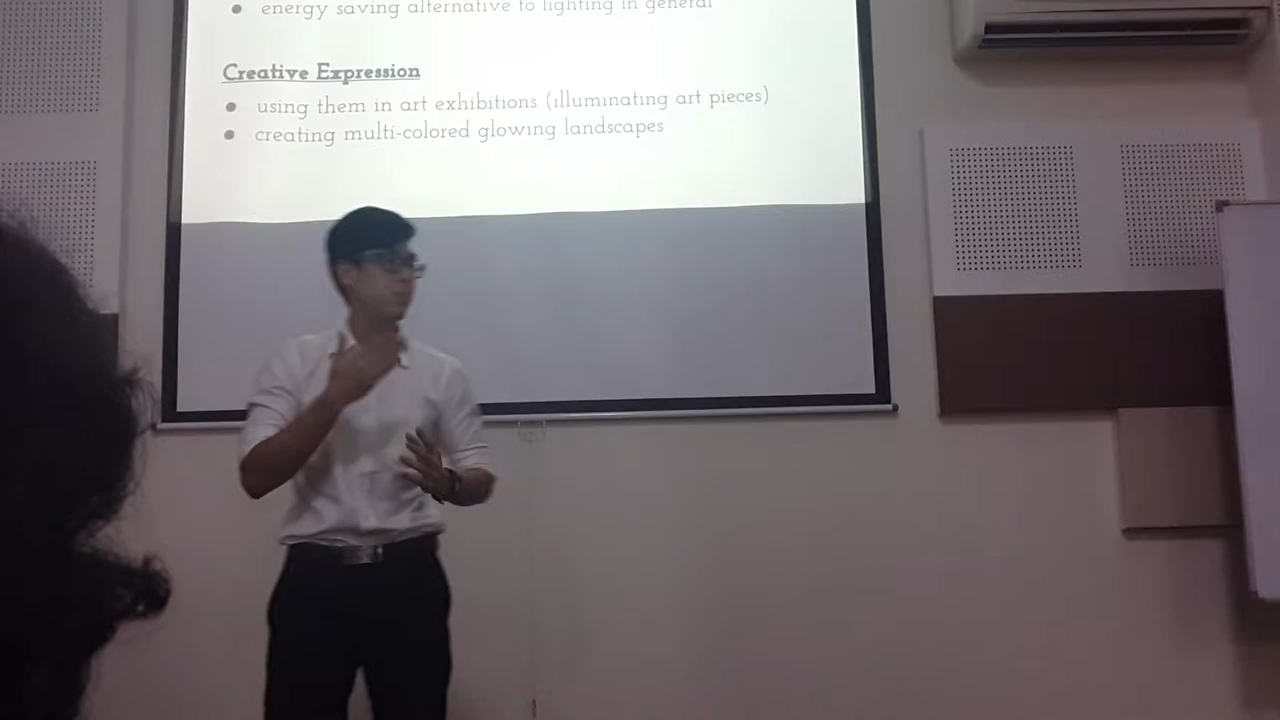 energy saving alternative to lighting in general
Creative Expression
using them in art exhibitions (illuminating art pieces)
creating multi-colored glowing landscapes